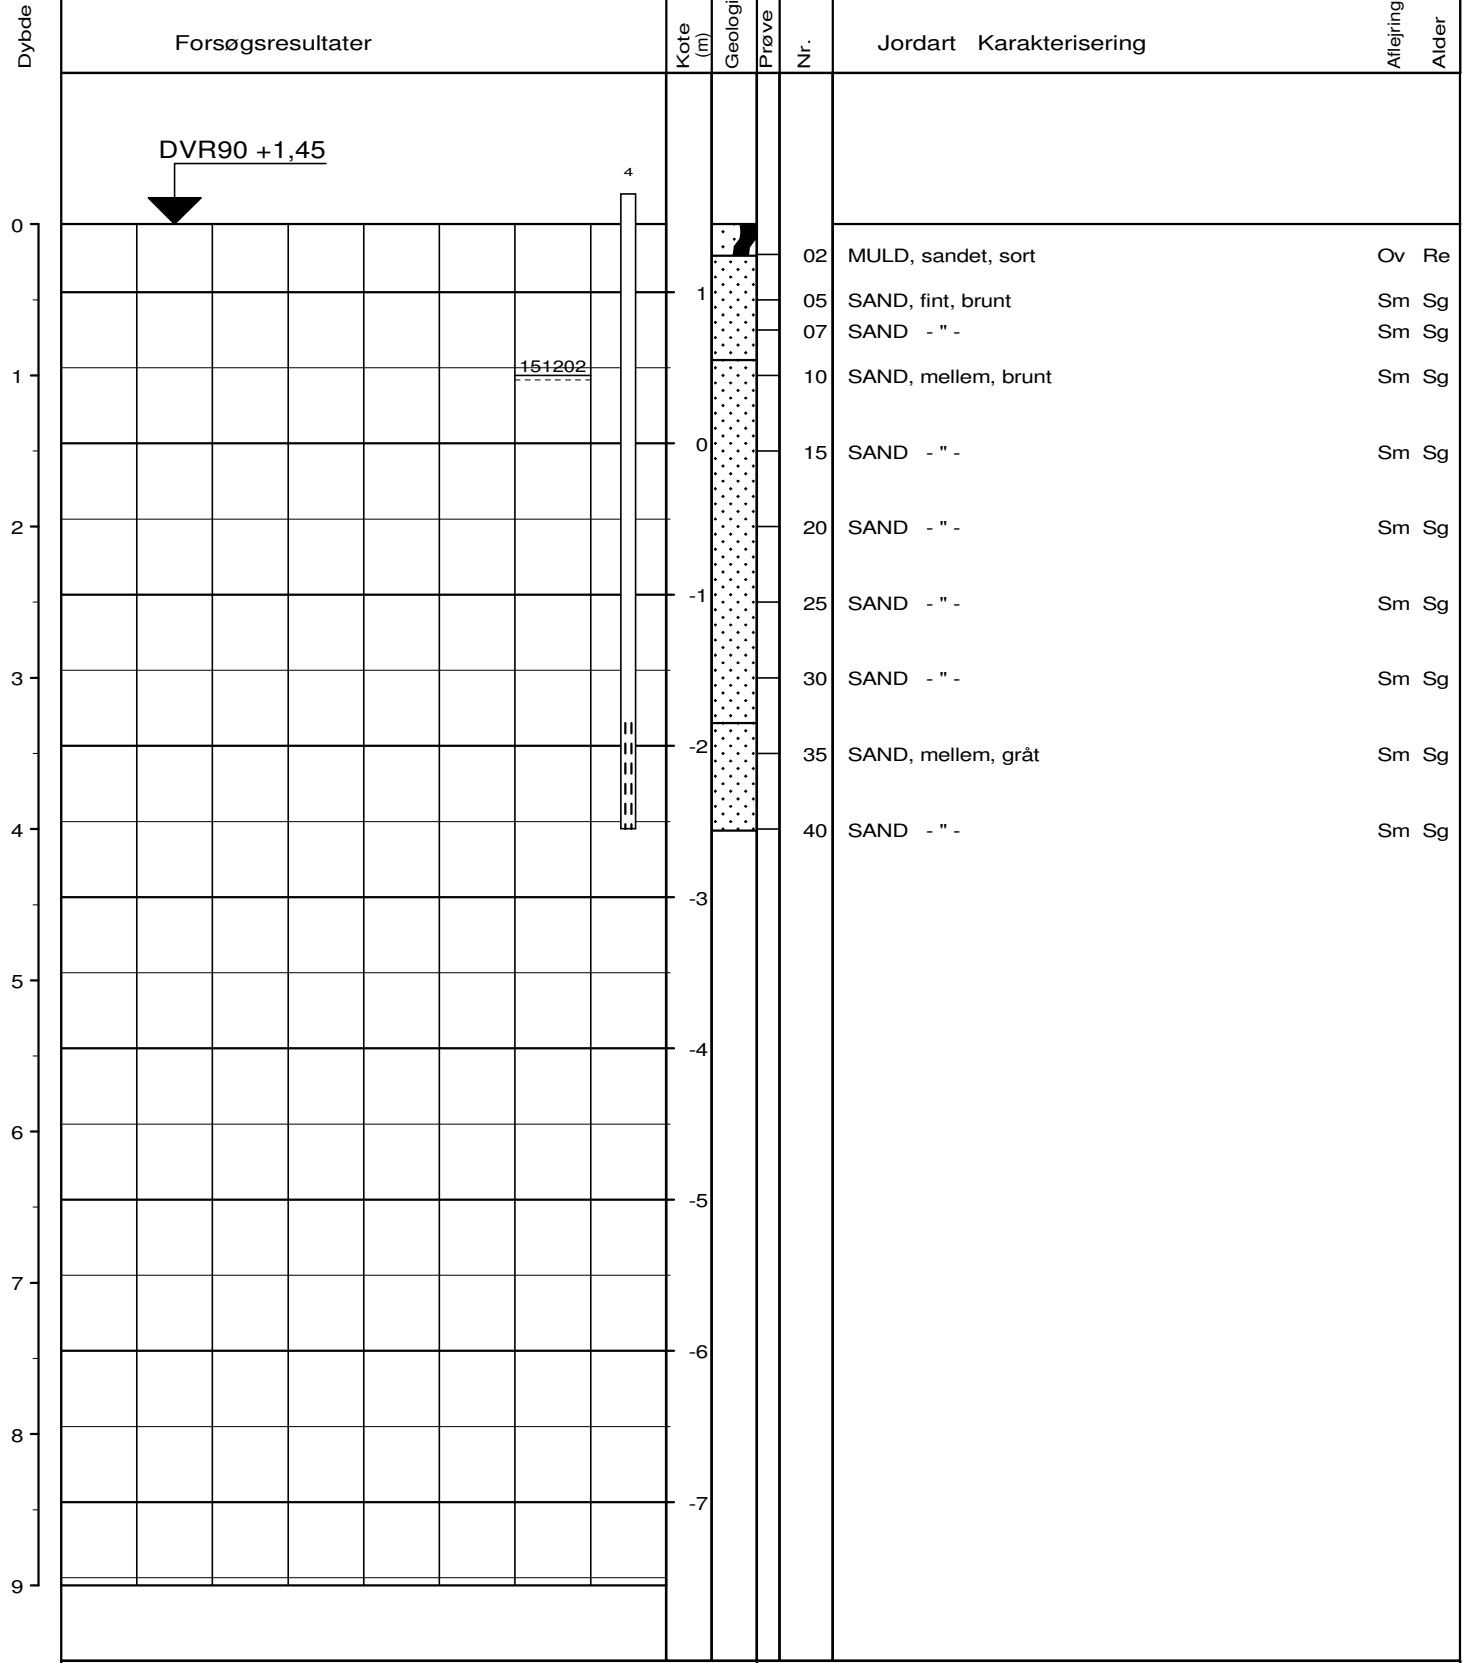 Dybde
Forsøgsresultater
Kote (m)
Geologi
Prøve
Nr.
Jordart Karakterisering
Aflejring
Alder
DVR90 +1,45
4
0
02 MULD, sandet, sort Ov Re
1
05 SAND, fint, brunt Sm Sg
07 SAND - " - Sm Sg
151202
1
10 SAND, mellem, brunt Sm Sg
0
15 SAND - " - Sm Sg
2
20 SAND - " - Sm Sg
-1
25 SAND - " - Sm Sg
3
30 SAND - " - Sm Sg
-2
35 SAND, mellem, gråt Sm Sg
4
40 SAND - " - Sm Sg
-3
5
-4
6
-5
7
-6
8
-7
9